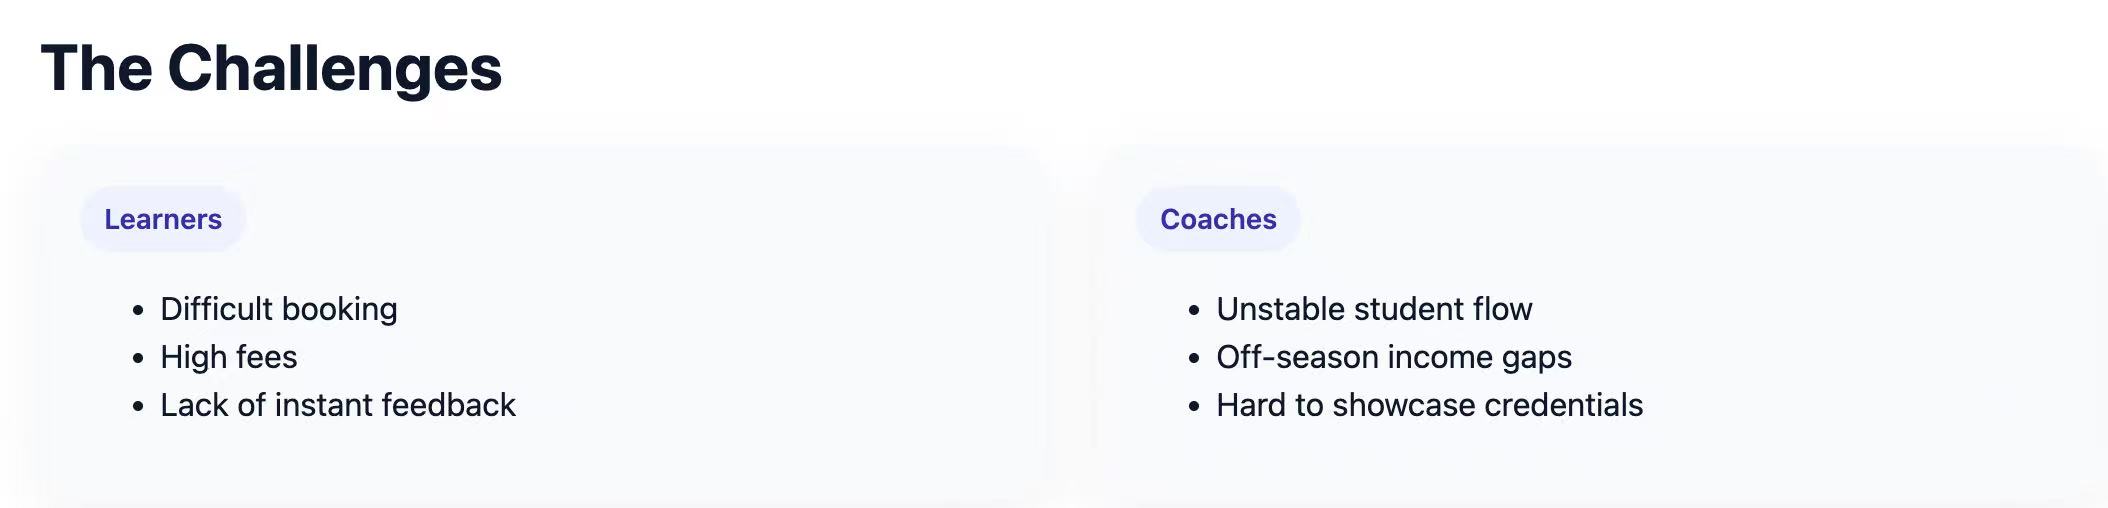 The Challenges
Learners
Difficult booking
High fees
Lack of instant feedback
Coaches
Unstable student flow
Off-season income gaps
Hard to showcase credentials